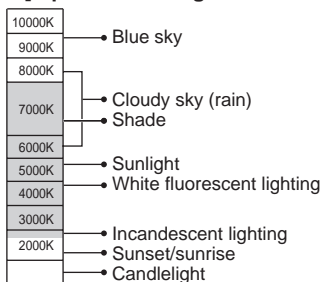 10000K
9000K
Blue sky
8000K
Cloudy sky (rain)
7000K
Shade
6000K
5000K
Sunlight
4000K
White fluorescent lighting
3000K
Incandescent lighting
2000K
Sunset/sunrise
Candlelight